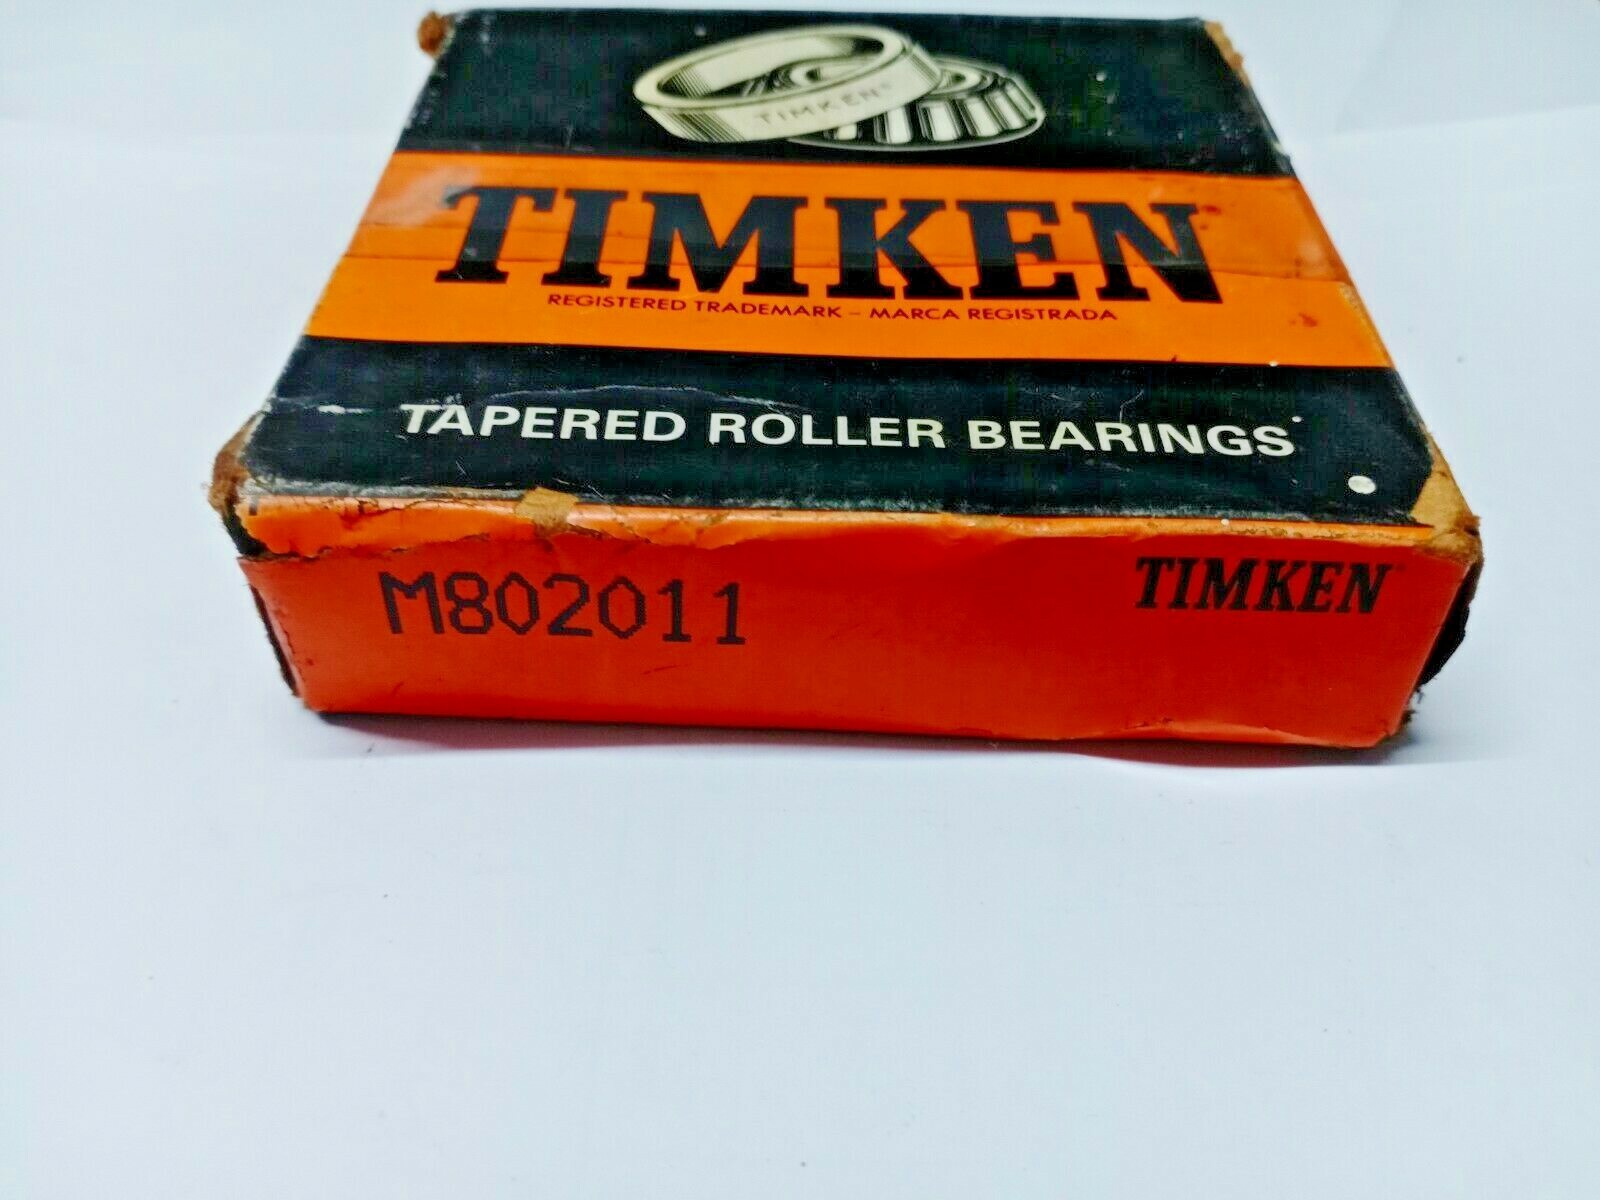 TIMKEN
TIMKEN
REGISTERED TRADEMARK – MARCA REGISTRADA
TAPERED ROLLER BEARINGS
M802011
TIMKEN